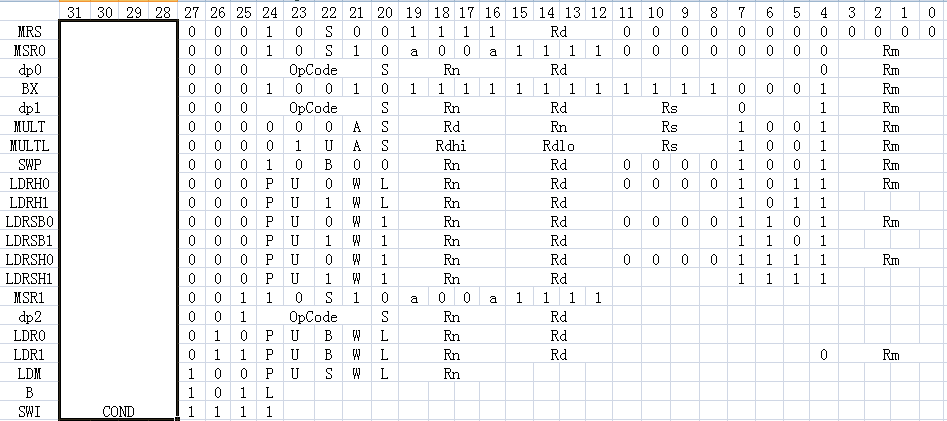 31 30 29 28 27 26 25 24 23 22 21 20 19 18 17 16 15 14 13 12 11 10 9 8 7 6 5 4 3 2 1 0
MRS 0 0 0 1 0 S 0 0 1 1 1 1 Rd 0 0 0 0 0 0 0 0 0 0 0 0
MSR0 0 0 0 1 0 S 1 0 a 0 0 a 1 1 1 1 0 0 0 0 0 0 0 0 Rm
dp0 0 0 0 OpCode S Rn Rd 0 Rm
BX 0 0 0 1 0 0 1 0 1 1 1 1 1 1 1 1 1 1 1 1 0 0 0 1 Rm
dp1 0 0 0 OpCode S Rn Rd Rs 0 1 Rm
MULT 0 0 0 0 0 0 A S Rd Rn Rs 1 0 0 1 Rm
MULTL 0 0 0 0 1 U A S Rdhi Rdlo Rs 1 0 0 1 Rm
SWP 0 0 0 1 0 B 0 0 Rn Rd 0 0 0 0 1 0 0 1 Rm
LDRH0 0 0 0 P U 0 W L Rn Rd 0 0 0 0 1 0 1 1 Rm
LDRH1 0 0 0 P U 1 W L Rn Rd 1 0 1 1
LDRSB0 0 0 0 P U 0 W 1 Rn Rd 0 0 0 0 1 1 0 1 Rm
LDRSB1 0 0 0 P U 1 W 1 Rn Rd 1 1 0 1
LDRSH0 0 0 0 P U 0 W 1 Rn Rd 0 0 0 0 1 1 1 1 Rm
LDRSH1 0 0 0 P U 1 W 1 Rn Rd 1 1 1 1
MSR1 0 0 1 1 0 S 1 0 a 0 0 a 1 1 1 1
dp2 0 0 1 OpCode S Rn Rd
LDR0 0 1 0 P U B W L Rn Rd
LDR1 0 1 1 P U B W L Rn Rd 0 Rm
LDM 1 0 0 P U S W L Rn
B 1 0 1 L
SWI COND 1 1 1 1